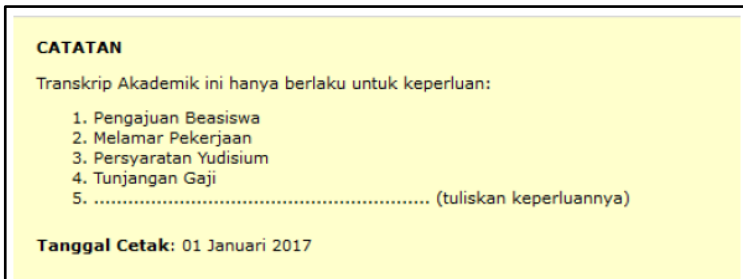 CATATAN
Transkrip Akademik ini hanya berlaku untuk keperluan:
1. Pengajuan Beasiswa
2. Melamar Pekerjaan
3. Persyaratan Yudisium
4. Tunjangan Gaji
5. ........................................................... (tuliskan keperluannya)
Tanggal Cetak: 01 Januari 2017